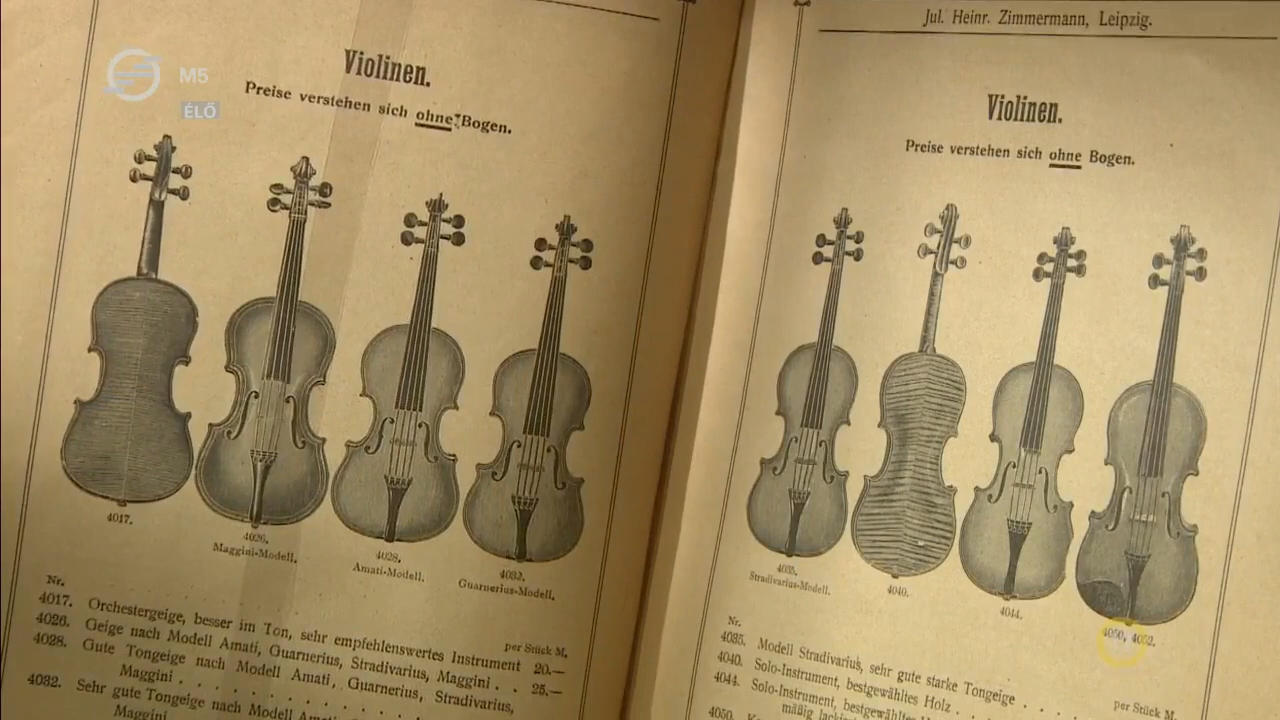 M5
ÉLŐ
Violinen.
Preise verstehen sich ohne Bogen.
4017.
4026.
Maggini-Modell.
4028.
Amati-Modell.
4032.
Guarnerius-Modell.
Nr.
per Stück M.
4017. Orchestergeige, besser im Ton, sehr empfehlenswertes Instrument 20.—
4026. Geige nach Modell Amati, Guarnerius, Stradivarius, Maggini . . 25.—
4028. Gute Tongeige nach Modell Amati, Guarnerius, Stradivarius,
Maggini
4032. Sehr gute Tongeige nach Modell
Maggini
Jul. Heinr. Zimmermann, Leipzig.
Violinen.
Preise verstehen sich ohne Bogen.
4035.
Stradivarius-Modell.
4040.
4044.
4050, 4052.
Nr.
per Stück M.
4035. Modell Stradivarius, sehr gute starke Tongeige
4040. Solo-Instrument, bestgewähltes Holz
4044. Solo-Instrument, bestgewähltes
mäßig
4050.